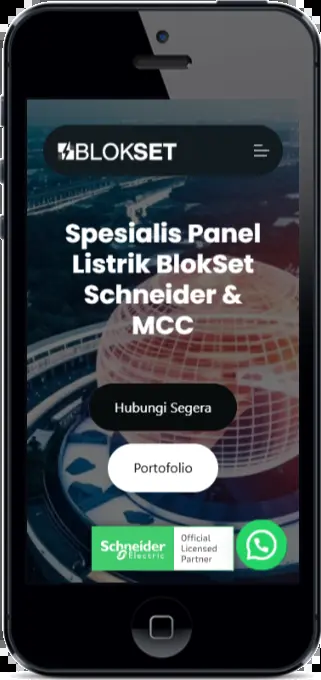 BLOKSET
Spesialis Panel
Listrik BlokSet
Schneider &
MCC
Hubungi Segera
Portofolio
Schneider
Electric
Official
Licensed
Partner